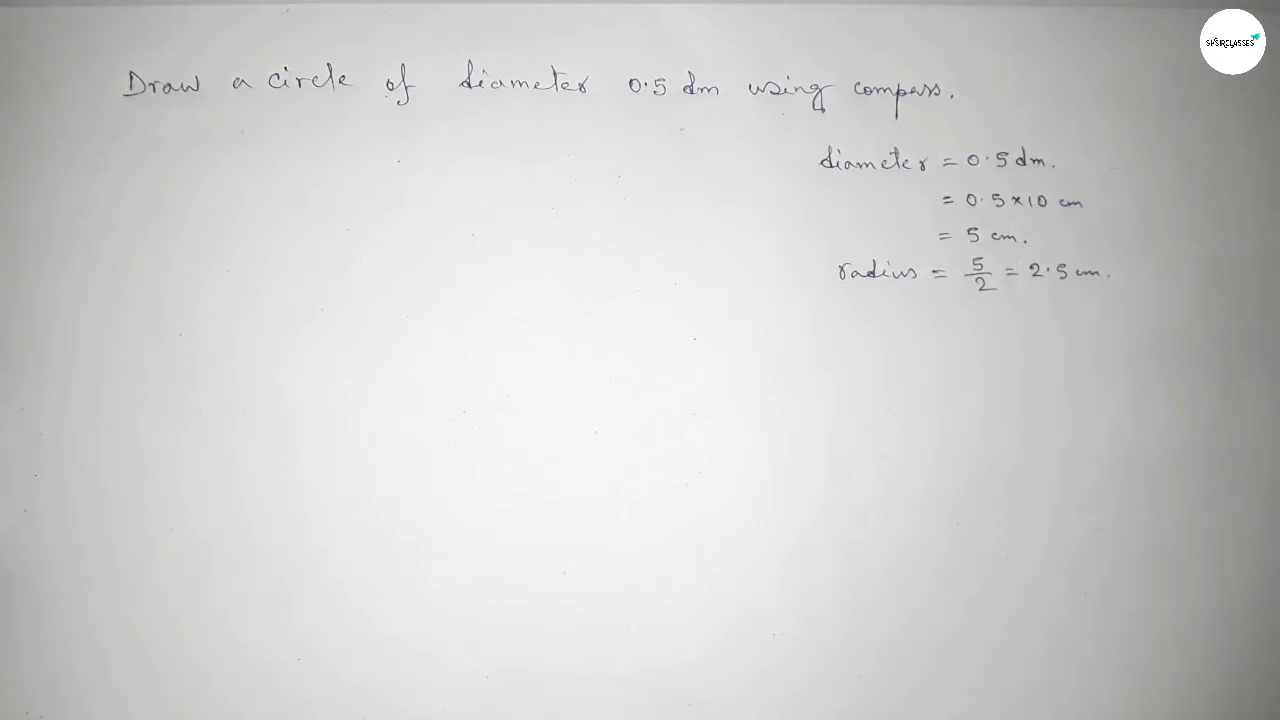 SKSIRCLASSES
Draw a circle of diameter 0.5 dm using compass.
diameter = 0.5 dm.
= 0.5 × 10 cm
= 5 cm.
radius = 5/2 = 2.5 cm.